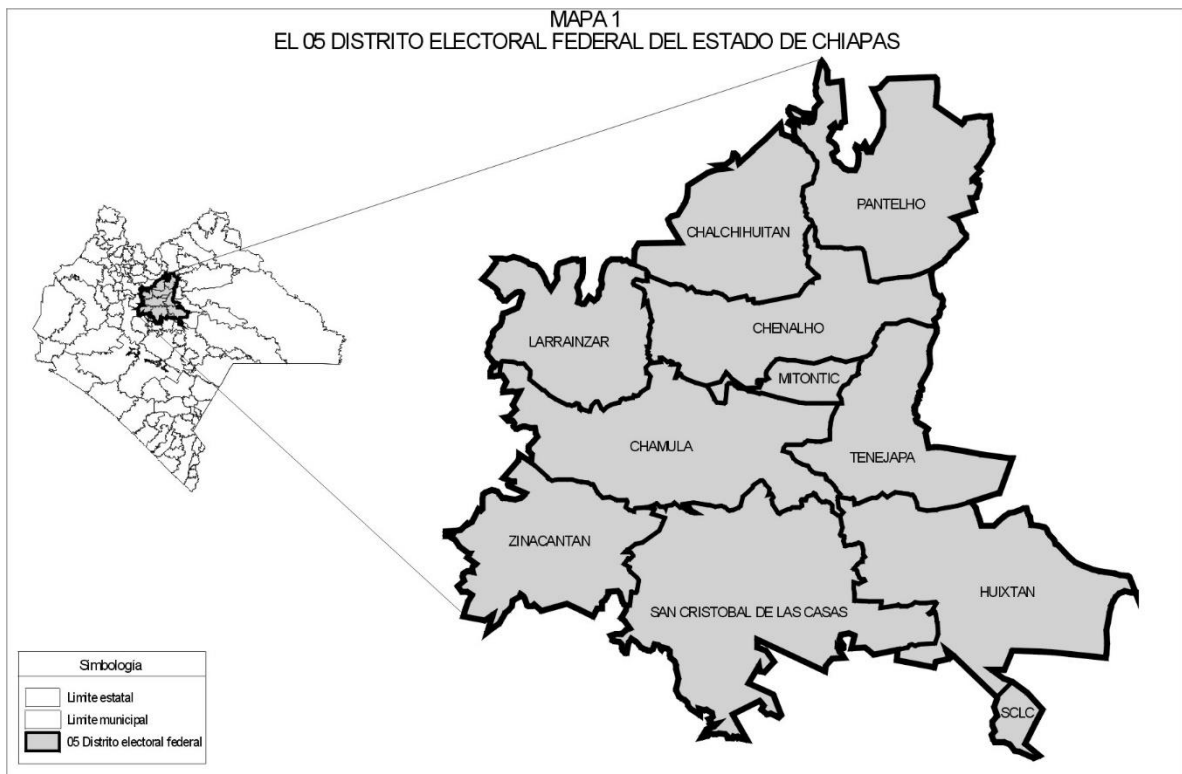 MAPA 1
EL 05 DISTRITO ELECTORAL FEDERAL DEL ESTADO DE CHIAPAS
PANTELHO
CHALCHIHUITAN
CHENALHO
LARRAINZAR
MITONTIC
CHAMULA
TENEJAPA
ZINACANTAN
HUIXTAN
SAN CRISTOBAL DE LAS CASAS
SCLC
Simbología
Limite estatal
Limite municipal
05 Distrito electoral federal